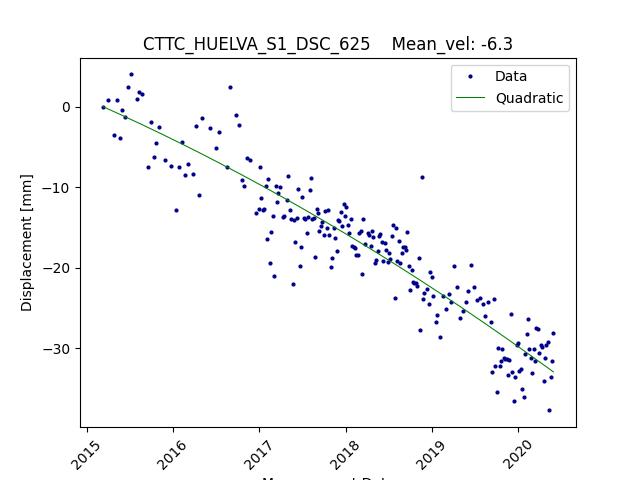 CTTC_HUELVA_S1_DSC_625    Mean_vel: -6.3
Data
Quadratic
Displacement [mm]
0
−10
−20
−30
2015
2016
2017
2018
2019
2020